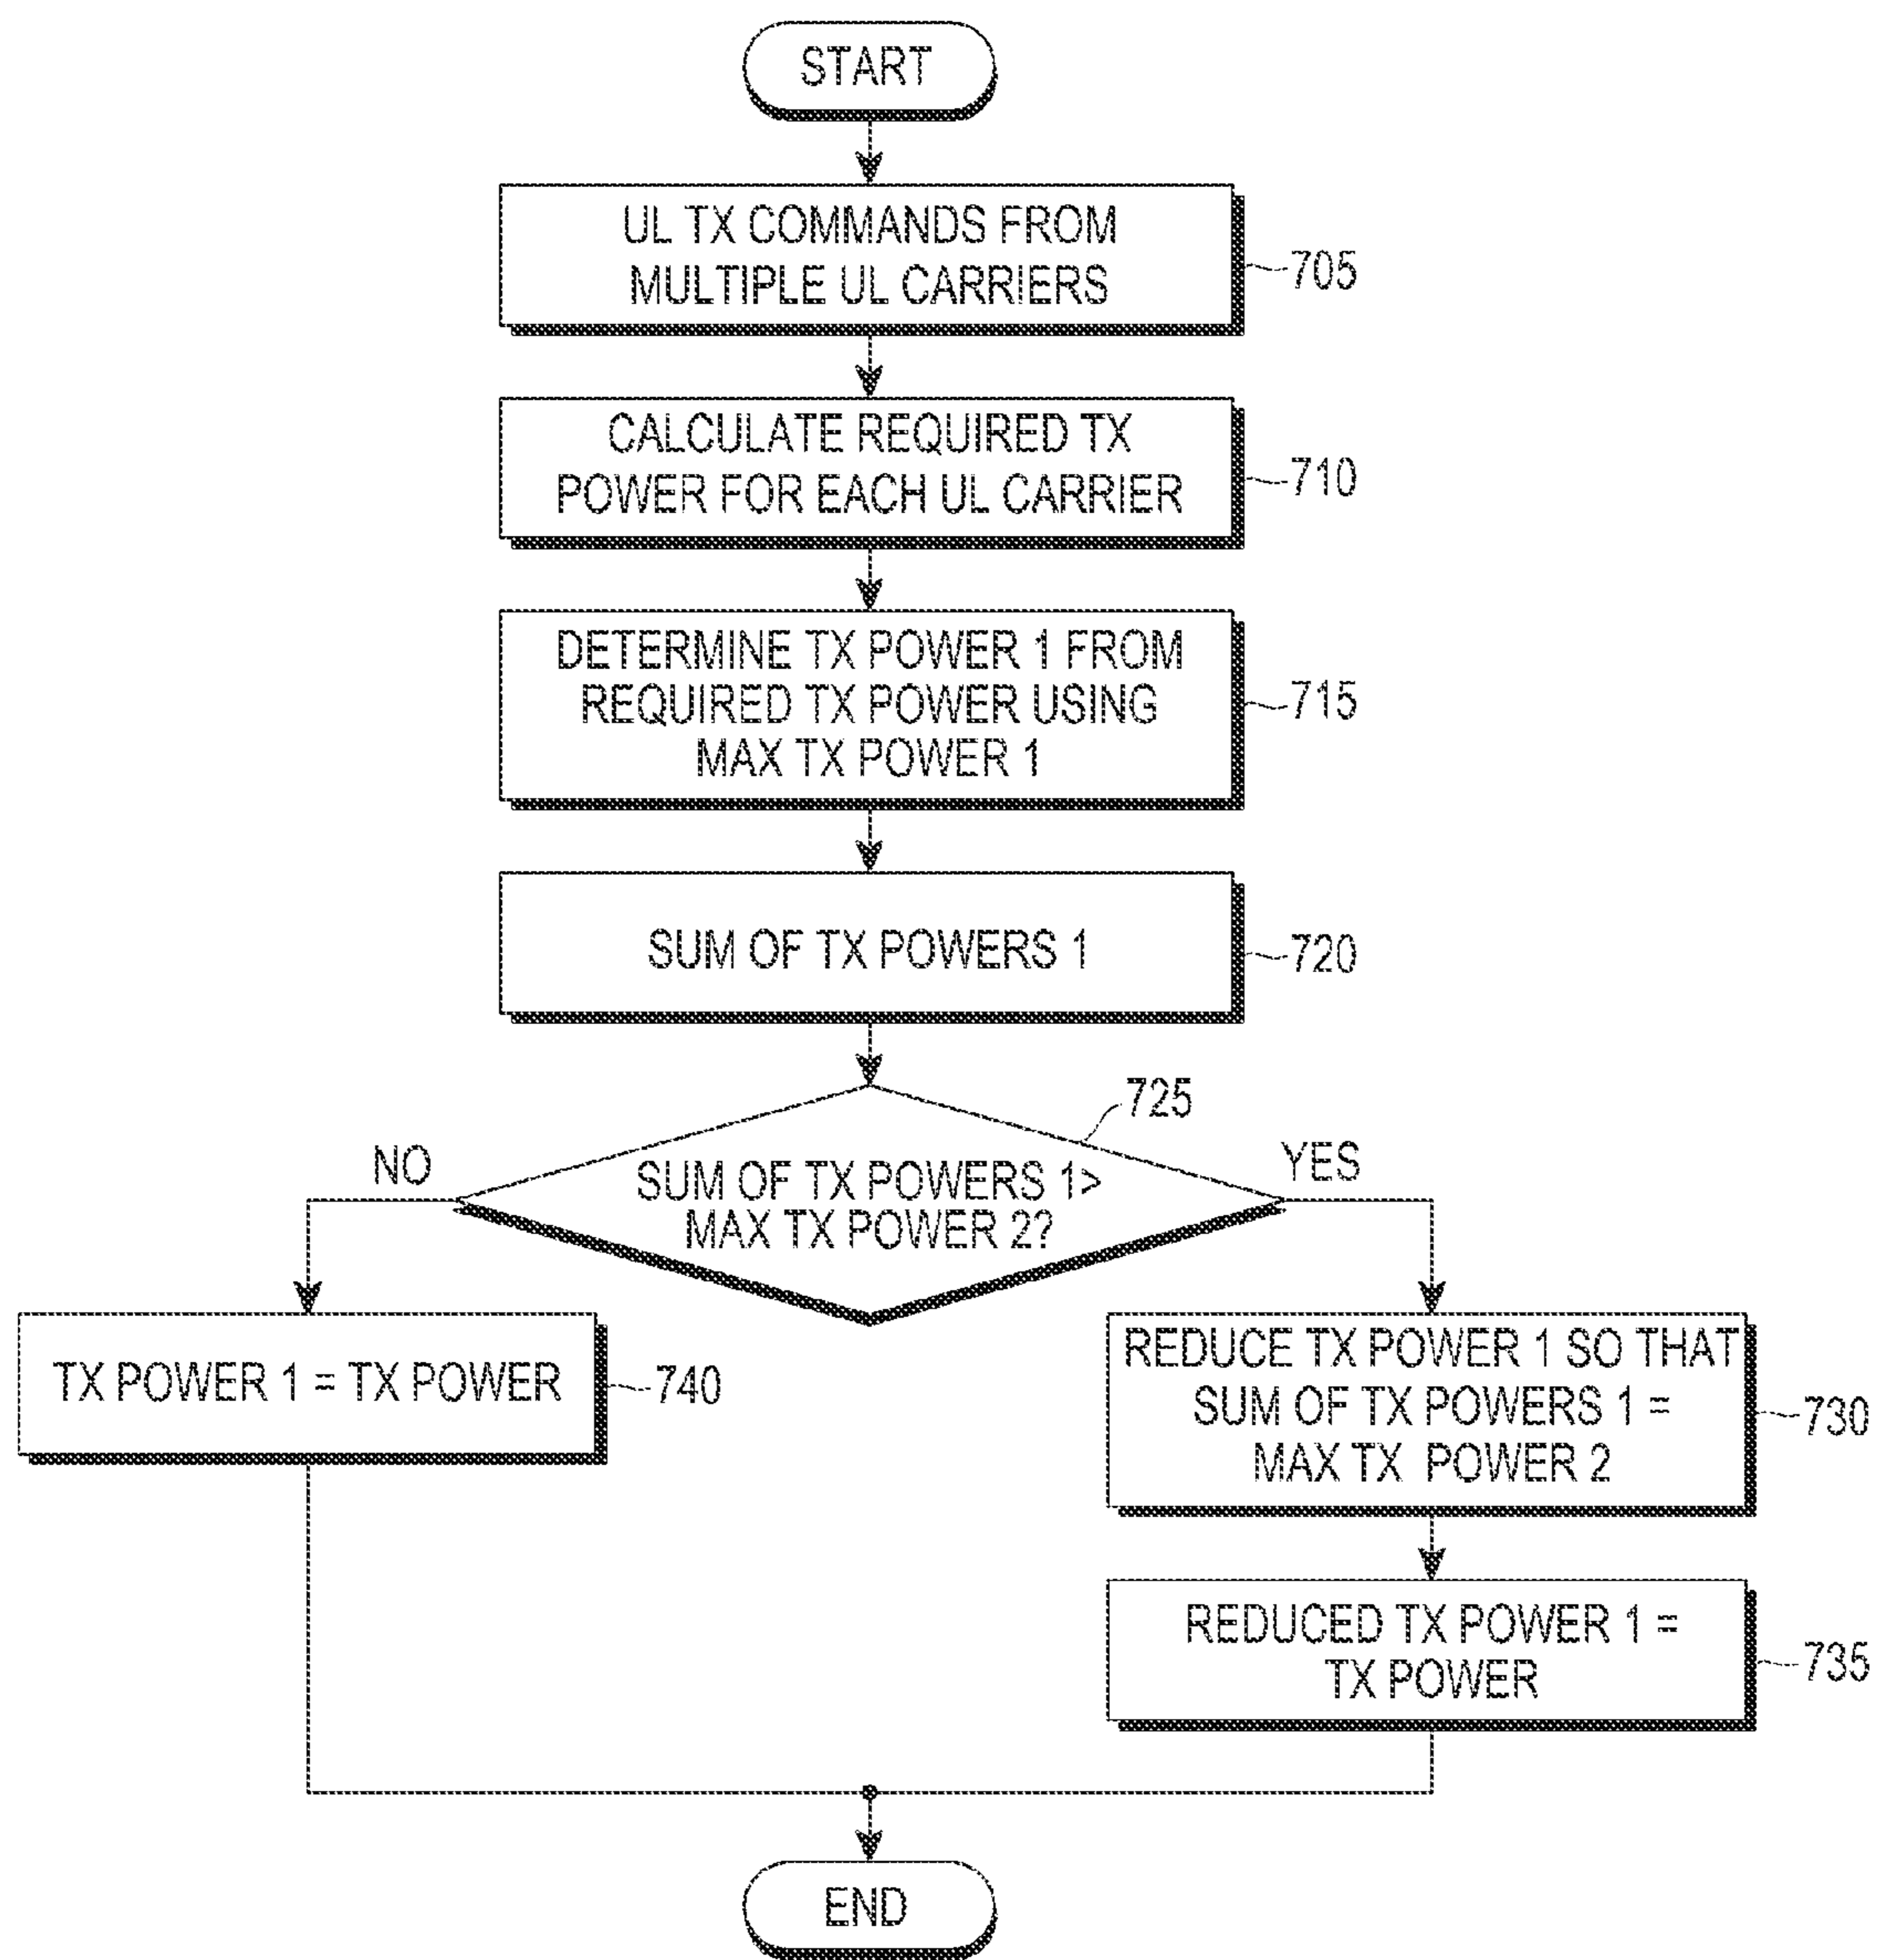 START
UL TX COMMANDS FROM
MULTIPLE UL CARRIERS
705
CALCULATE REQUIRED TX
POWER FOR EACH UL CARRIER
710
DETERMINE TX POWER 1 FROM
REQUIRED TX POWER USING
MAX TX POWER 1
715
SUM OF TX POWERS 1
720
725
NO
SUM OF TX POWERS 1>
MAX TX POWER 2?
YES
TX POWER 1 = TX POWER
740
REDUCE TX POWER 1 SO THAT
SUM OF TX POWERS 1 =
MAX TX POWER 2
730
REDUCED TX POWER 1 =
TX POWER
735
END